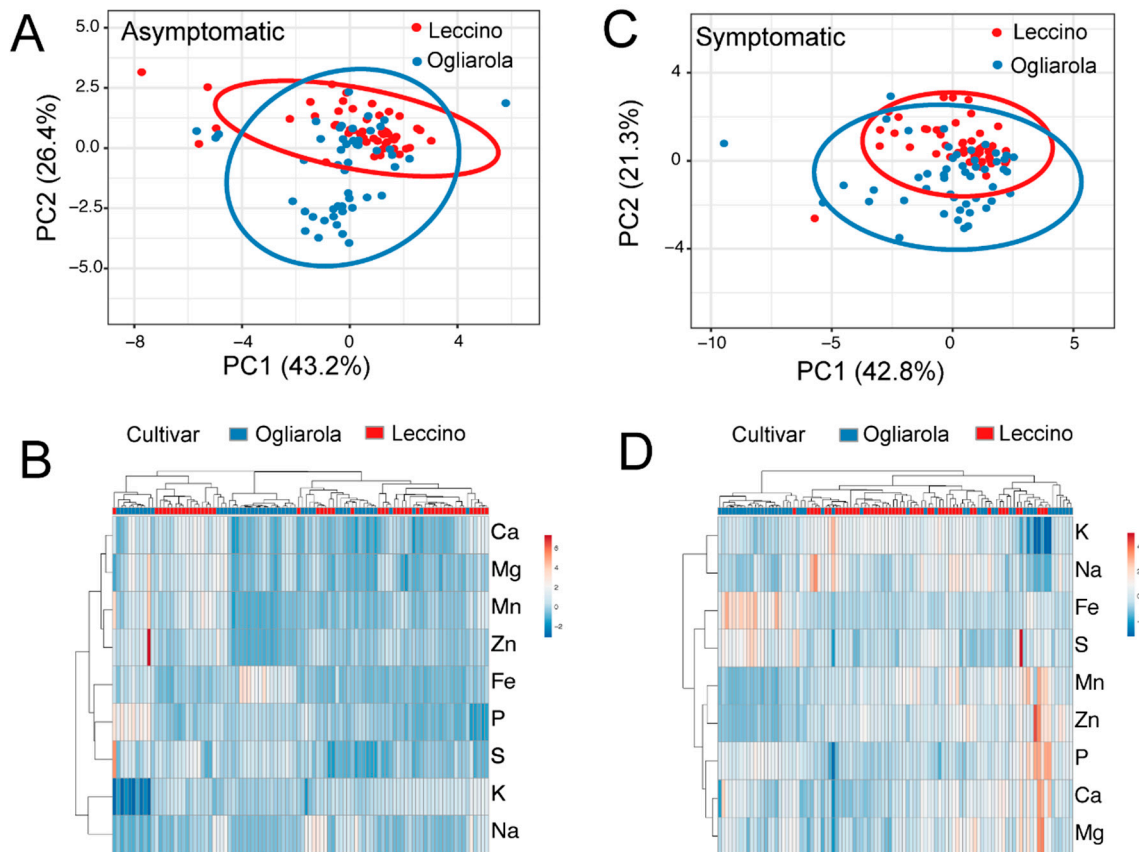 A
Asymptomatic
Leccino
Ogliarola
5.0
2.5
0.0
−2.5
−5.0
PC2 (26.4%)
−8
−4
0
4
PC1 (43.2%)
C
Symptomatic
Leccino
Ogliarola
4
0
−4
PC2 (21.3%)
−10
−5
0
5
PC1 (42.8%)
B
Cultivar Ogliarola Leccino
Ca
Mg
Mn
Zn
Fe
P
S
K
Na
6
4
2
0
−2
D
Cultivar Ogliarola Leccino
K
Na
Fe
S
Mn
Zn
P
Ca
Mg